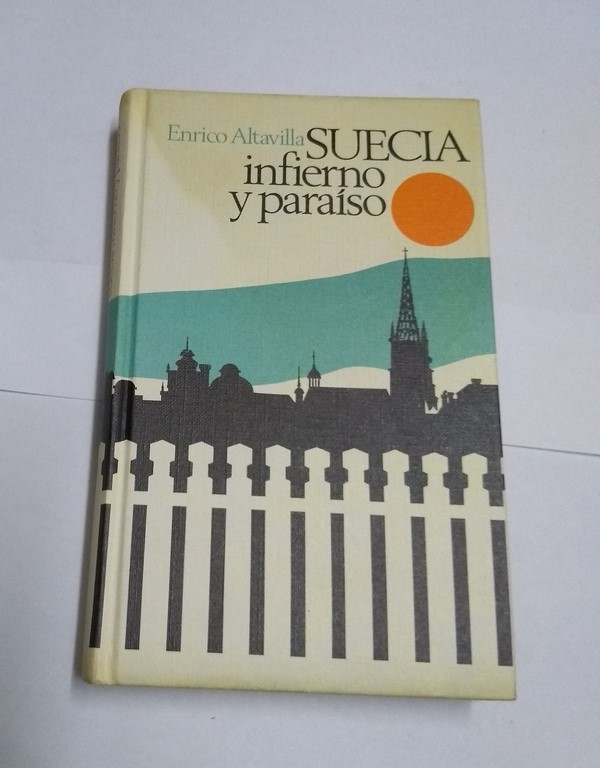 Enrico Altavilla SUECIA
infierno
y paraíso